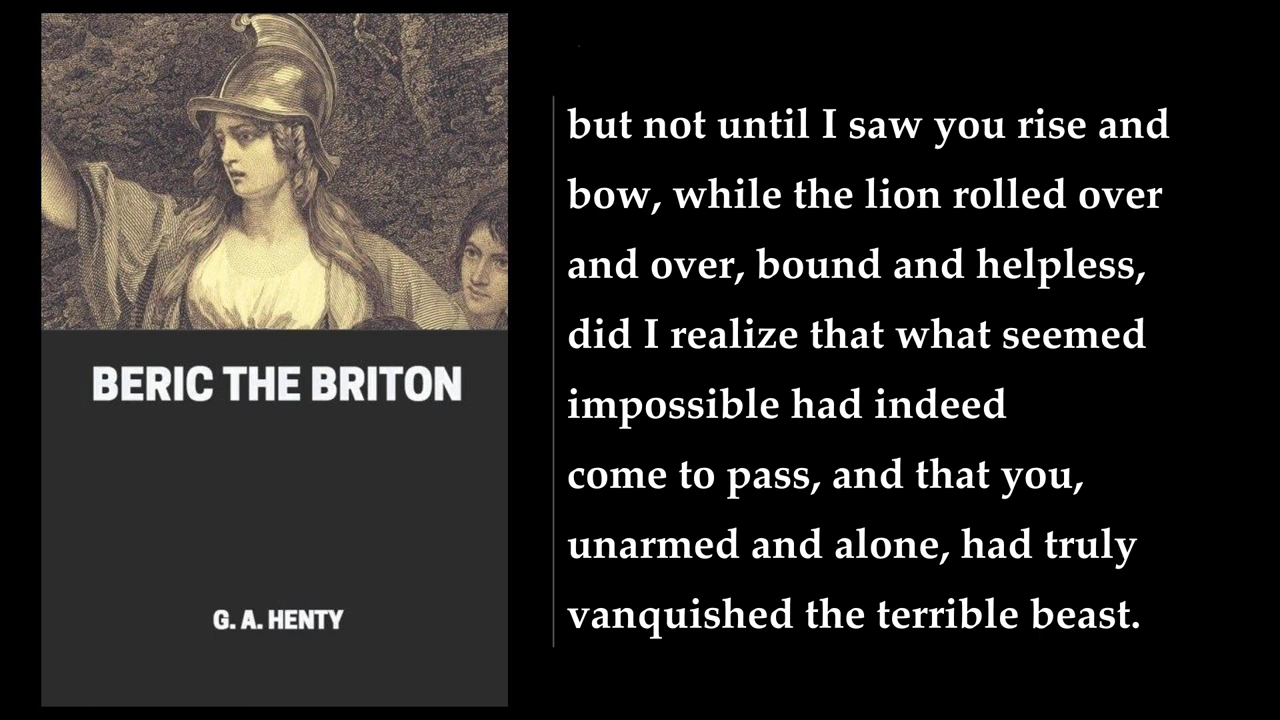 BERIC THE BRITON
G. A. HENTY
but not until I saw you rise and
bow, while the lion rolled over
and over, bound and helpless,
did I realize that what seemed
impossible had indeed
come to pass, and that you,
unarmed and alone, had truly
vanquished the terrible beast.